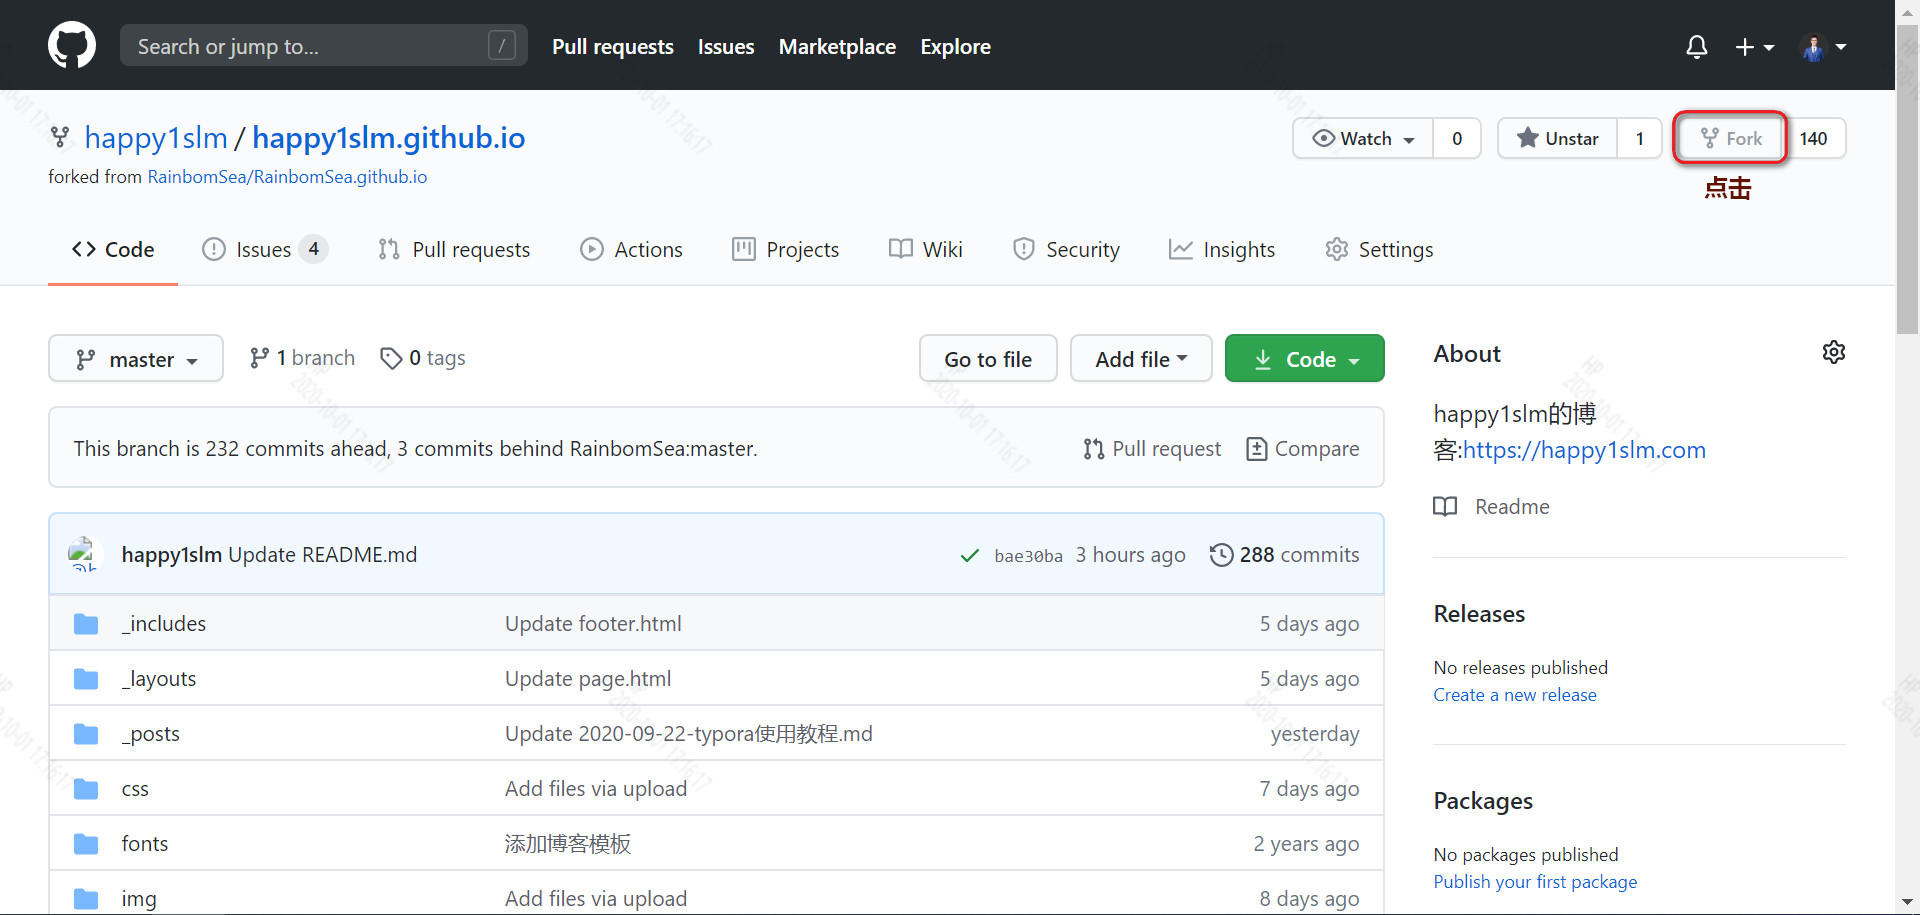 Search or jump to... /
Pull requests Issues Marketplace Explore
happy1slm / happy1slm.github.io
Watch 0 Unstar 1 Fork 140
forked from RainbomSea/RainbomSea.github.io
点击
Code Issues 4 Pull requests Actions Projects Wiki Security Insights Settings
master 1 branch 0 tags Go to file Add file Code
This branch is 232 commits ahead, 3 commits behind RainbomSea:master. Pull request Compare
happy1slm Update README.md bae30ba 3 hours ago 288 commits
_includes Update footer.html 5 days ago
_layouts Update page.html 5 days ago
_posts Update 2020-09-22-typora使用教程.md yesterday
css Add files via upload 7 days ago
fonts 添加博客模板 2 years ago
img Add files via upload 8 days ago
About
happy1slm的博
客:https://happy1slm.com
Readme
Releases
No releases published
Create a new release
Packages
No packages published
Publish your first package
HP
2020-10-01 17:16:17